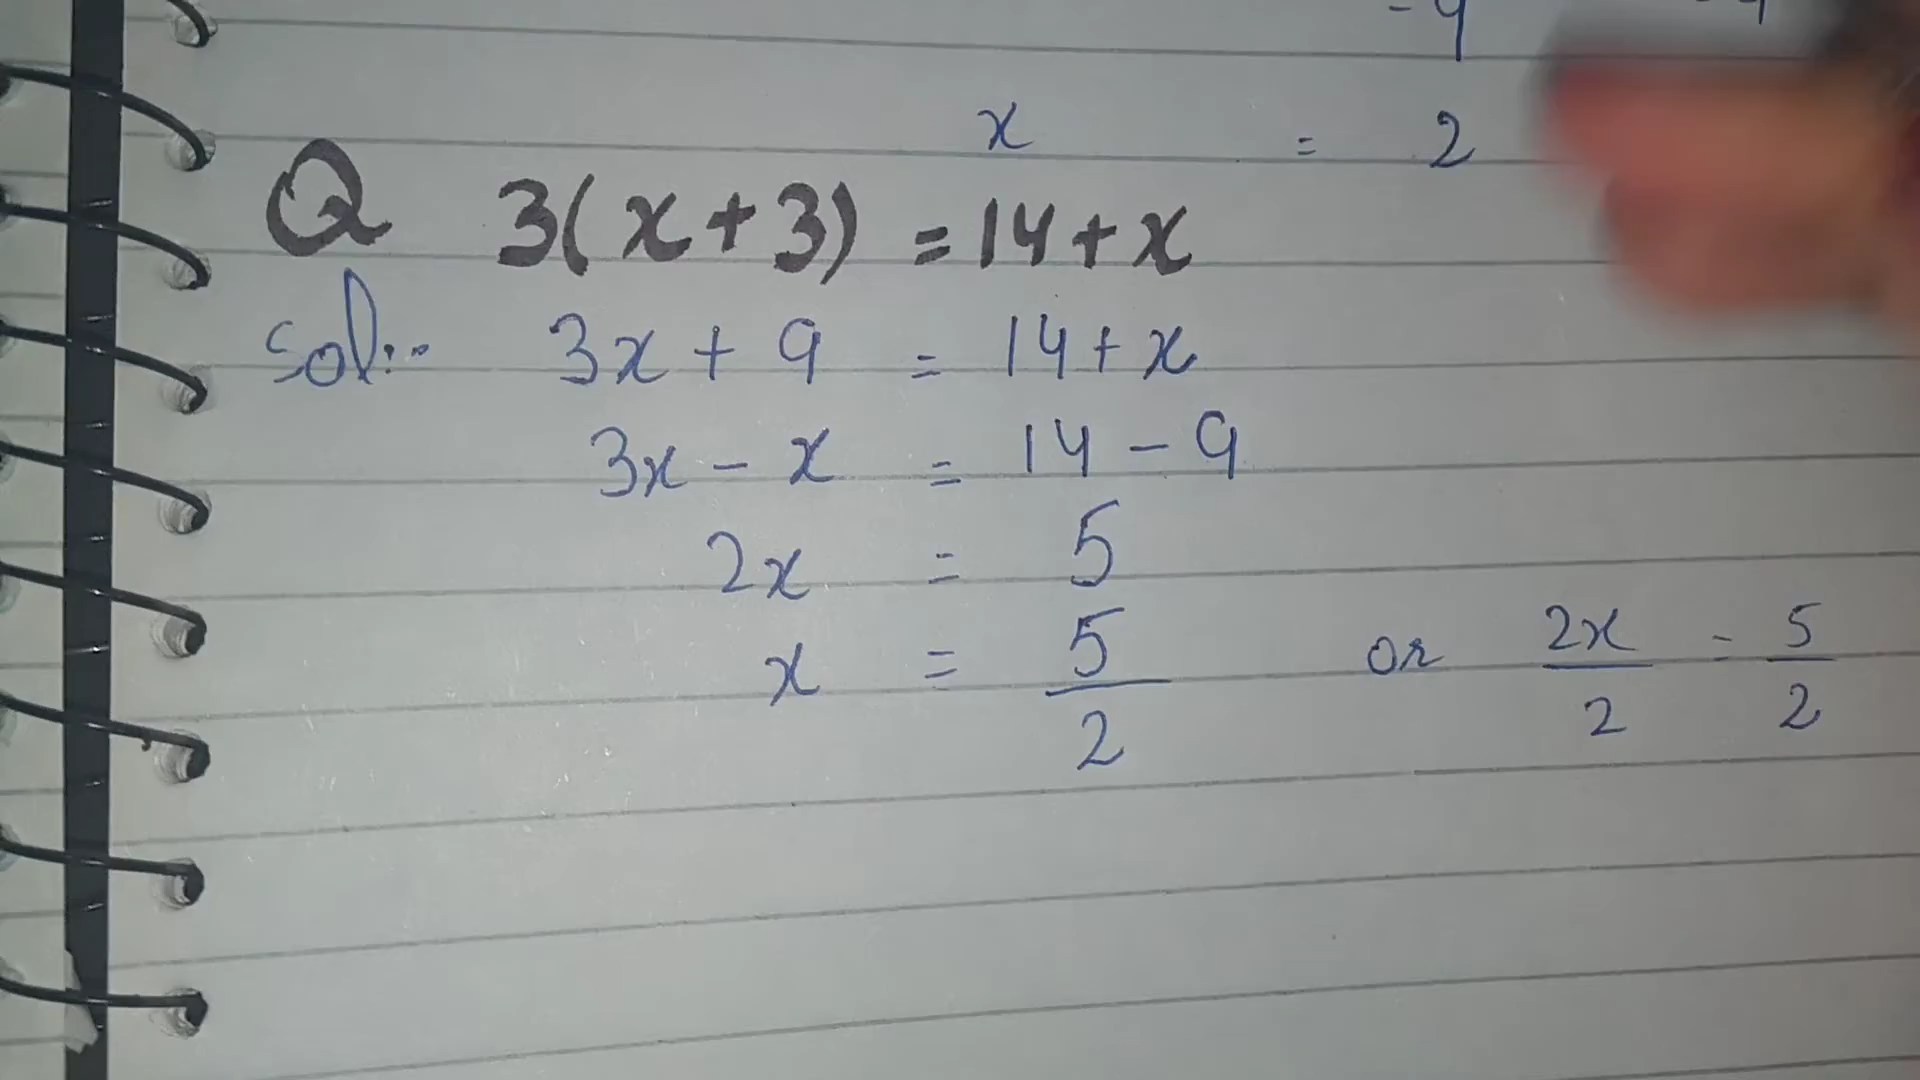 -9
x = 2
Q 3(x+3) = 14+x
Sol:- 3x + 9 = 14+x
3x - x = 14 - 9
2x = 5
x = 5/2 or 2x/2 = 5/2